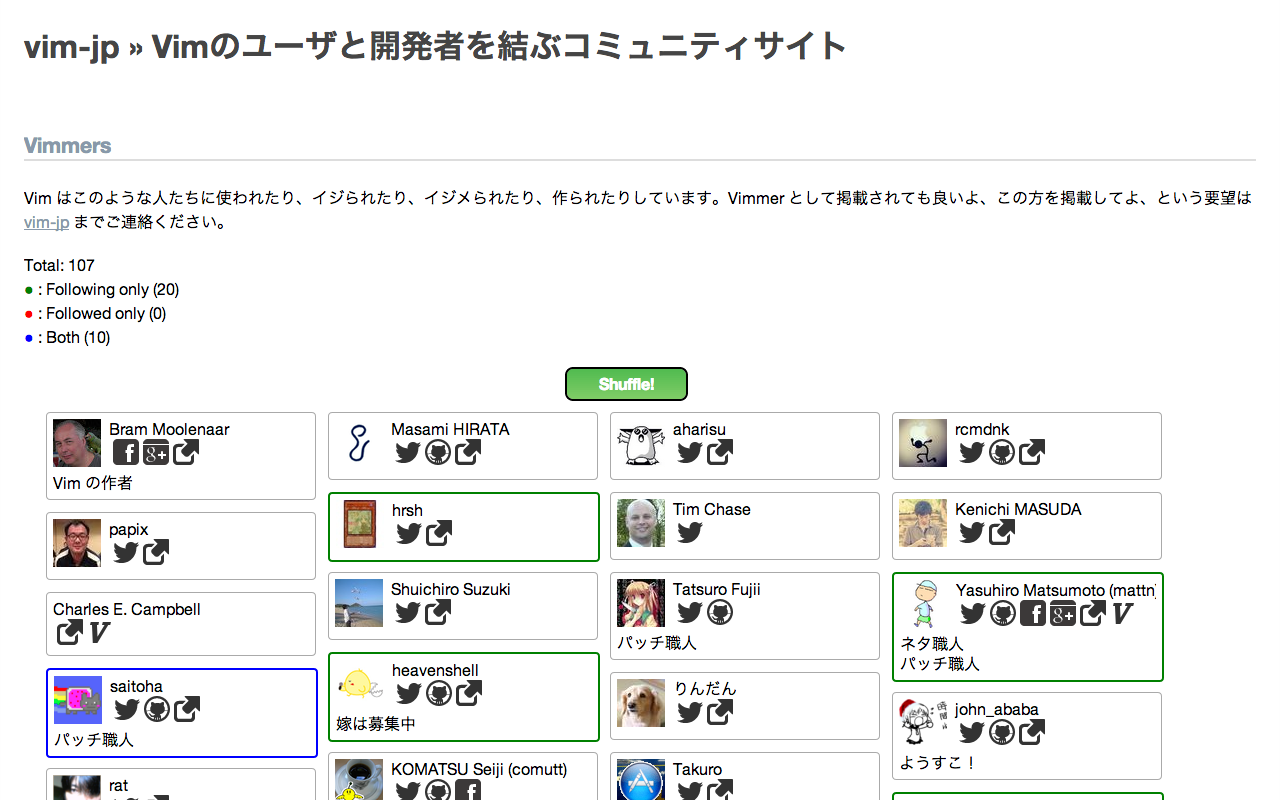 vim-jp » Vimのユーザと開発者を結ぶコミュニティサイト
Vimmers
Vim はこのような人たちに使われたり、イジられたり、イジメられたり、作られたりしています。Vimmer として掲載されても良いよ、この方を掲載してよ、という要望は
vim-jp までご連絡ください。
Total: 107
● : Following only (20)
● : Followed only (0)
● : Both (10)
Shuffle!
Bram Moolenaar
Vim の作者
papix
Charles E. Campbell
saitoha
パッチ職人
rat
Masami HIRATA
hrsh
Shuichiro Suzuki
heavenshell
嫁は募集中
KOMATSU Seiji (comutt)
aharisu
Tim Chase
Tatsuro Fujii
パッチ職人
りんだん
Takuro
rcmdnk
Kenichi MASUDA
Yasuhiro Matsumoto (mattn)
ネタ職人
パッチ職人
john_ababa
ようすこ！